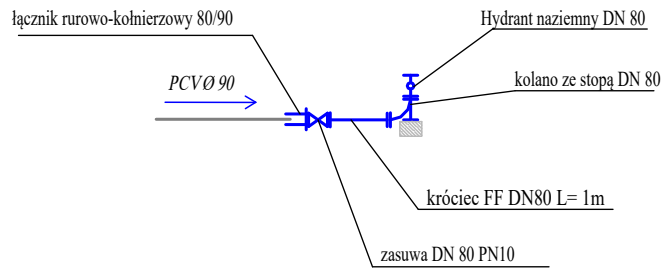 łącznik rurowo-kołnierzowy 80/90
Hydrant naziemny DN 80
PCVØ 90
kolano ze stopą DN 80
króciec FF DN80 L= 1m
zasuwa DN 80 PN10